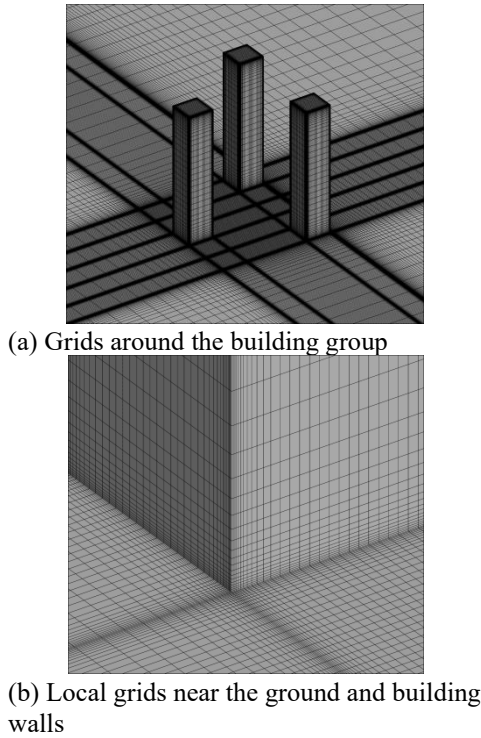 (a) Grids around the building group
(b) Local grids near the ground and building
walls